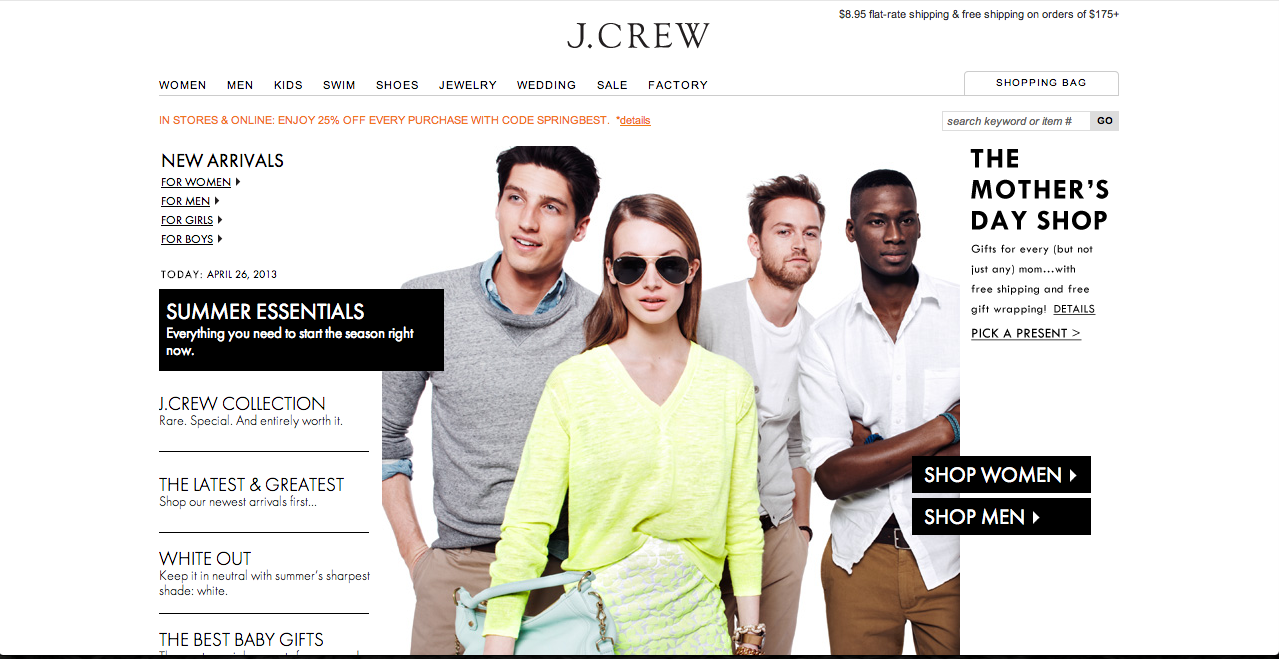 $8.95 flat-rate shipping & free shipping on orders of $175+
J.CREW
WOMEN MEN KIDS SWIM SHOES JEWELRY WEDDING SALE FACTORY
SHOPPING BAG
IN STORES & ONLINE: ENJOY 25% OFF EVERY PURCHASE WITH CODE SPRINGBEST. *details
search keyword or item # GO
NEW ARRIVALS
FOR WOMEN
FOR MEN
FOR GIRLS
FOR BOYS
TODAY: APRIL 26, 2013
SUMMER ESSENTIALS
Everything you need to start the season right
now.
J.CREW COLLECTION
Rare. Special. And entirely worth it.
THE LATEST & GREATEST
Shop our newest arrivals first...
WHITE OUT
Keep it in neutral with summer's sharpest
shade: white.
THE BEST BABY GIFTS
THE
MOTHER'S
DAY SHOP
Gifts for every (but not
just any) mom...with
free shipping and free
gift wrapping! DETAILS
PICK A PRESENT >
SHOP WOMEN
SHOP MEN